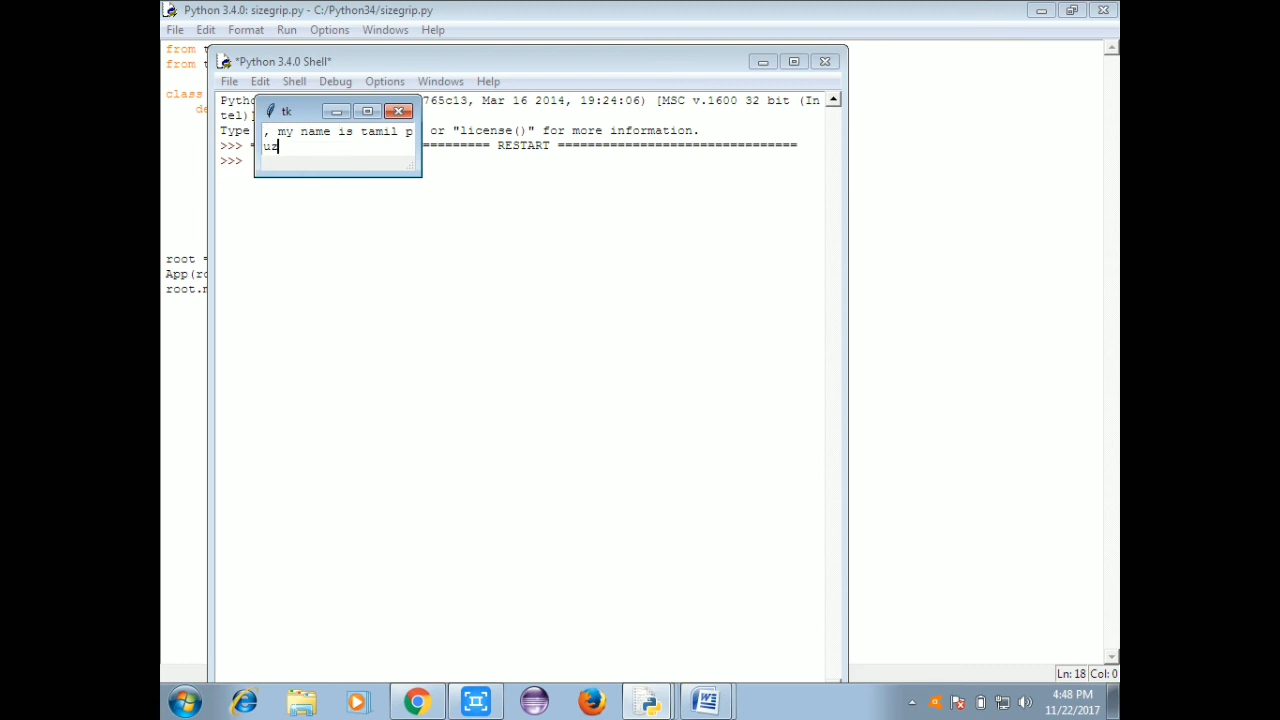 Python 3.4.0: sizegrip.py - C:/Python34/sizegrip.py
File Edit Format Run Options Windows Help
from t
from t
class
de
root =
App(ro
root.m
*Python 3.4.0 Shell*
File Edit Shell Debug Options Windows Help
Pytho 765c13, Mar 16 2014, 19:24:06) [MSC v.1600 32 bit (In
tel)]
Type or "license()" for more information.
>>> ========= RESTART ================================
>>>
tk
, my name is tamil p
uz
Ln: 18 Col: 0
4:48 PM
11/22/2017